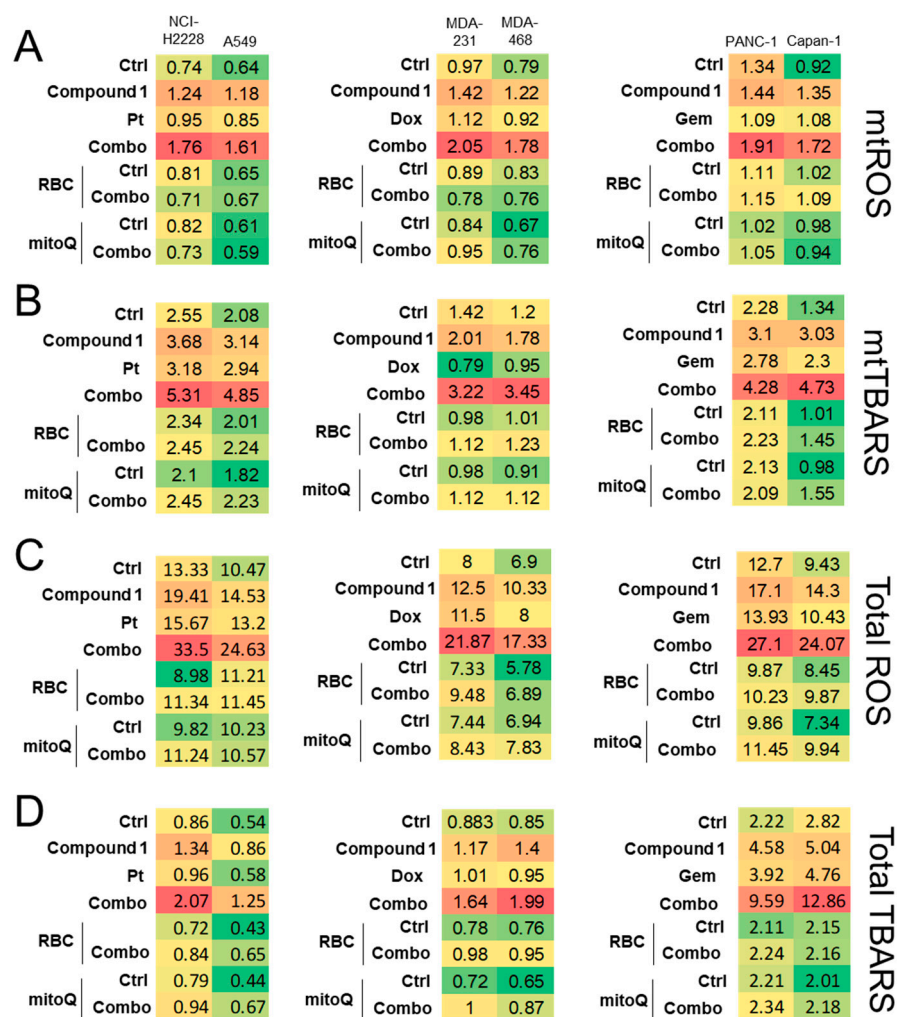 A
NCI-H2228 A549 MDA-231 MDA-468 PANC-1 Capan-1
Ctrl 0.74 0.64 Ctrl 0.97 0.79 Ctrl 1.34 0.92
Compound 1 1.24 1.18 Compound 1 1.42 1.22 Compound 1 1.44 1.35
Pt 0.95 0.85 Dox 1.12 0.92 Gem 1.09 1.08
Combo 1.76 1.61 Combo 2.05 1.78 Combo 1.91 1.72
RBC Ctrl 0.81 0.65 RBC Ctrl 0.89 0.83 RBC Ctrl 1.11 1.02
Combo 0.71 0.67 Combo 0.78 0.76 Combo 1.15 1.09
mitoQ Ctrl 0.82 0.61 mitoQ Ctrl 0.84 0.67 mitoQ Ctrl 1.02 0.98
Combo 0.73 0.59 Combo 0.95 0.76 Combo 1.05 0.94
mtROS
B
Ctrl 2.55 2.08 Ctrl 1.42 1.2 Ctrl 2.28 1.34
Compound 1 3.68 3.14 Compound 1 2.01 1.78 Compound 1 3.1 3.03
Pt 3.18 2.94 Dox 0.79 0.95 Gem 2.78 2.3
Combo 5.31 4.85 Combo 3.22 3.45 Combo 4.28 4.73
RBC Ctrl 2.34 2.01 RBC Ctrl 0.98 1.01 RBC Ctrl 2.11 1.01
Combo 2.45 2.24 Combo 1.12 1.23 Combo 2.23 1.45
mitoQ Ctrl 2.1 1.82 mitoQ Ctrl 0.98 0.91 mitoQ Ctrl 2.13 0.98
Combo 2.45 2.23 Combo 1.12 1.12 Combo 2.09 1.55
mtTBARS
C
Ctrl 13.33 10.47 Ctrl 8 6.9 Ctrl 12.7 9.43
Compound 1 19.41 14.53 Compound 1 12.5 10.33 Compound 1 17.1 14.3
Pt 15.67 13.2 Dox 11.5 8 Gem 13.93 10.43
Combo 33.5 24.63 Combo 21.87 17.33 Combo 27.1 24.07
RBC Ctrl 8.98 11.21 RBC Ctrl 7.33 5.78 RBC Ctrl 9.87 8.45
Combo 11.34 11.45 Combo 9.48 6.89 Combo 10.23 9.87
mitoQ Ctrl 9.82 10.23 mitoQ Ctrl 7.44 6.94 mitoQ Ctrl 9.86 7.34
Combo 11.24 10.57 Combo 8.43 7.83 Combo 11.45 9.94
Total ROS
D
Ctrl 0.86 0.54 Ctrl 0.883 0.85 Ctrl 2.22 2.82
Compound 1 1.34 0.86 Compound 1 1.17 1.4 Compound 1 4.58 5.04
Pt 0.96 0.58 Dox 1.01 0.95 Gem 3.92 4.76
Combo 2.07 1.25 Combo 1.64 1.99 Combo 9.59 12.86
RBC Ctrl 0.72 0.43 RBC Ctrl 0.78 0.76 RBC Ctrl 2.11 2.15
Combo 0.84 0.65 Combo 0.98 0.95 Combo 2.24 2.16
mitoQ Ctrl 0.79 0.44 mitoQ Ctrl 0.72 0.65 mitoQ Ctrl 2.21 2.01
Combo 0.94 0.67 Combo 1 0.87 Combo 2.34 2.18
Total TBARS